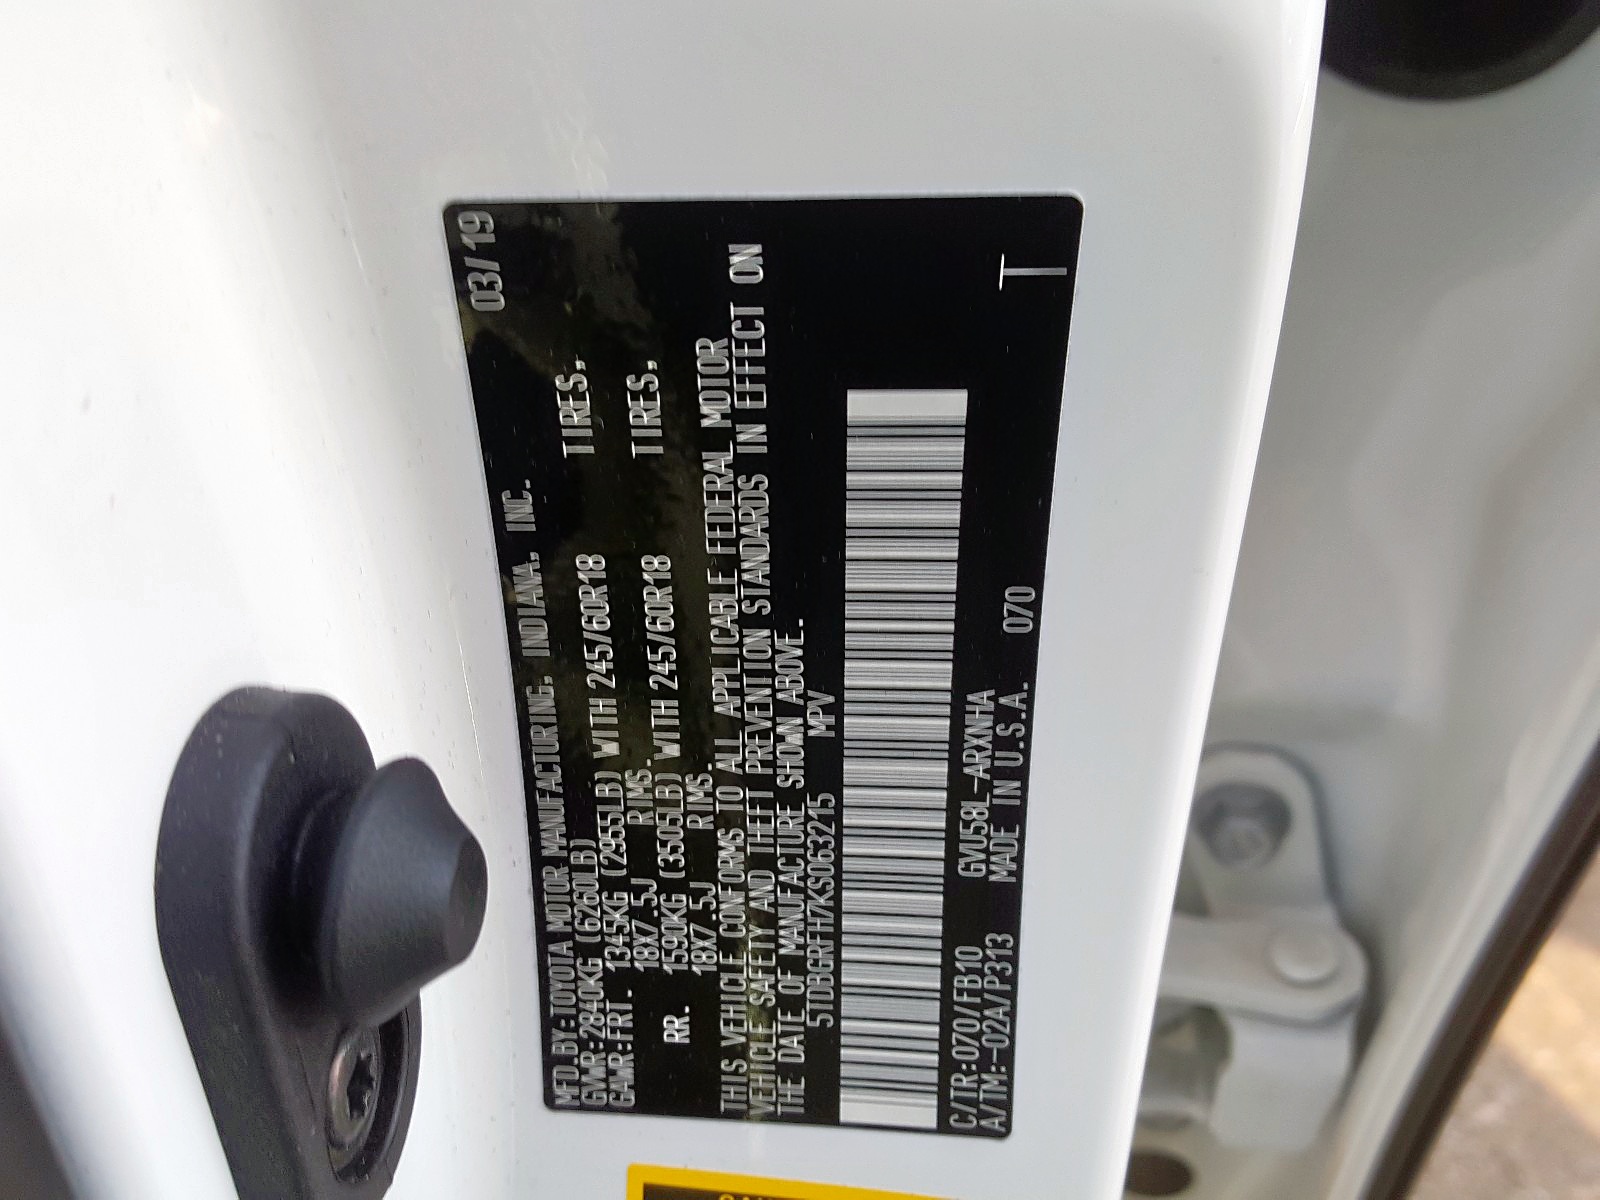 MFD.BY:TOYOTA MOTOR MANUFACTURING, INDIANA, INC. 03/19
GVWR:2840KG (6260LB)
GAWR:FRT. 1345KG (2955LB) WITH 245/60R18 TIRES,
18X7.5J RIMS.
RR. 1590KG (3505LB) WITH 245/60R18 TIRES,
18X7.5J RIMS.
THIS VEHICLE CONFORMS TO ALL APPLICABLE FEDERAL MOTOR
VEHICLE SAFETY AND THEFT PREVENTION STANDARDS IN EFFECT ON
THE DATE OF MANUFACTURE SHOWN ABOVE.
5TDBGRFH7KS063215 MPV
C/TR:070/FB10 GVU58L-ARXNHA 070 T
A/TM:-02A/P313 MADE IN U.S.A.